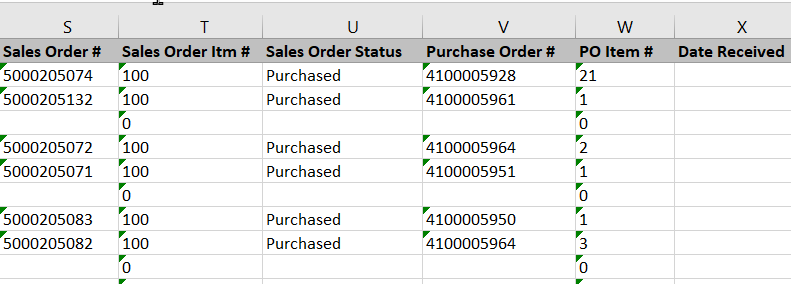 S T U V W X
Sales Order # Sales Order Itm # Sales Order Status Purchase Order # PO Item # Date Received
5000205074 100 Purchased 4100005928 21
5000205132 100 Purchased 4100005961 1
0 0
5000205072 100 Purchased 4100005964 2
5000205071 100 Purchased 4100005951 1
0 0
5000205083 100 Purchased 4100005950 1
5000205082 100 Purchased 4100005964 3
0 0